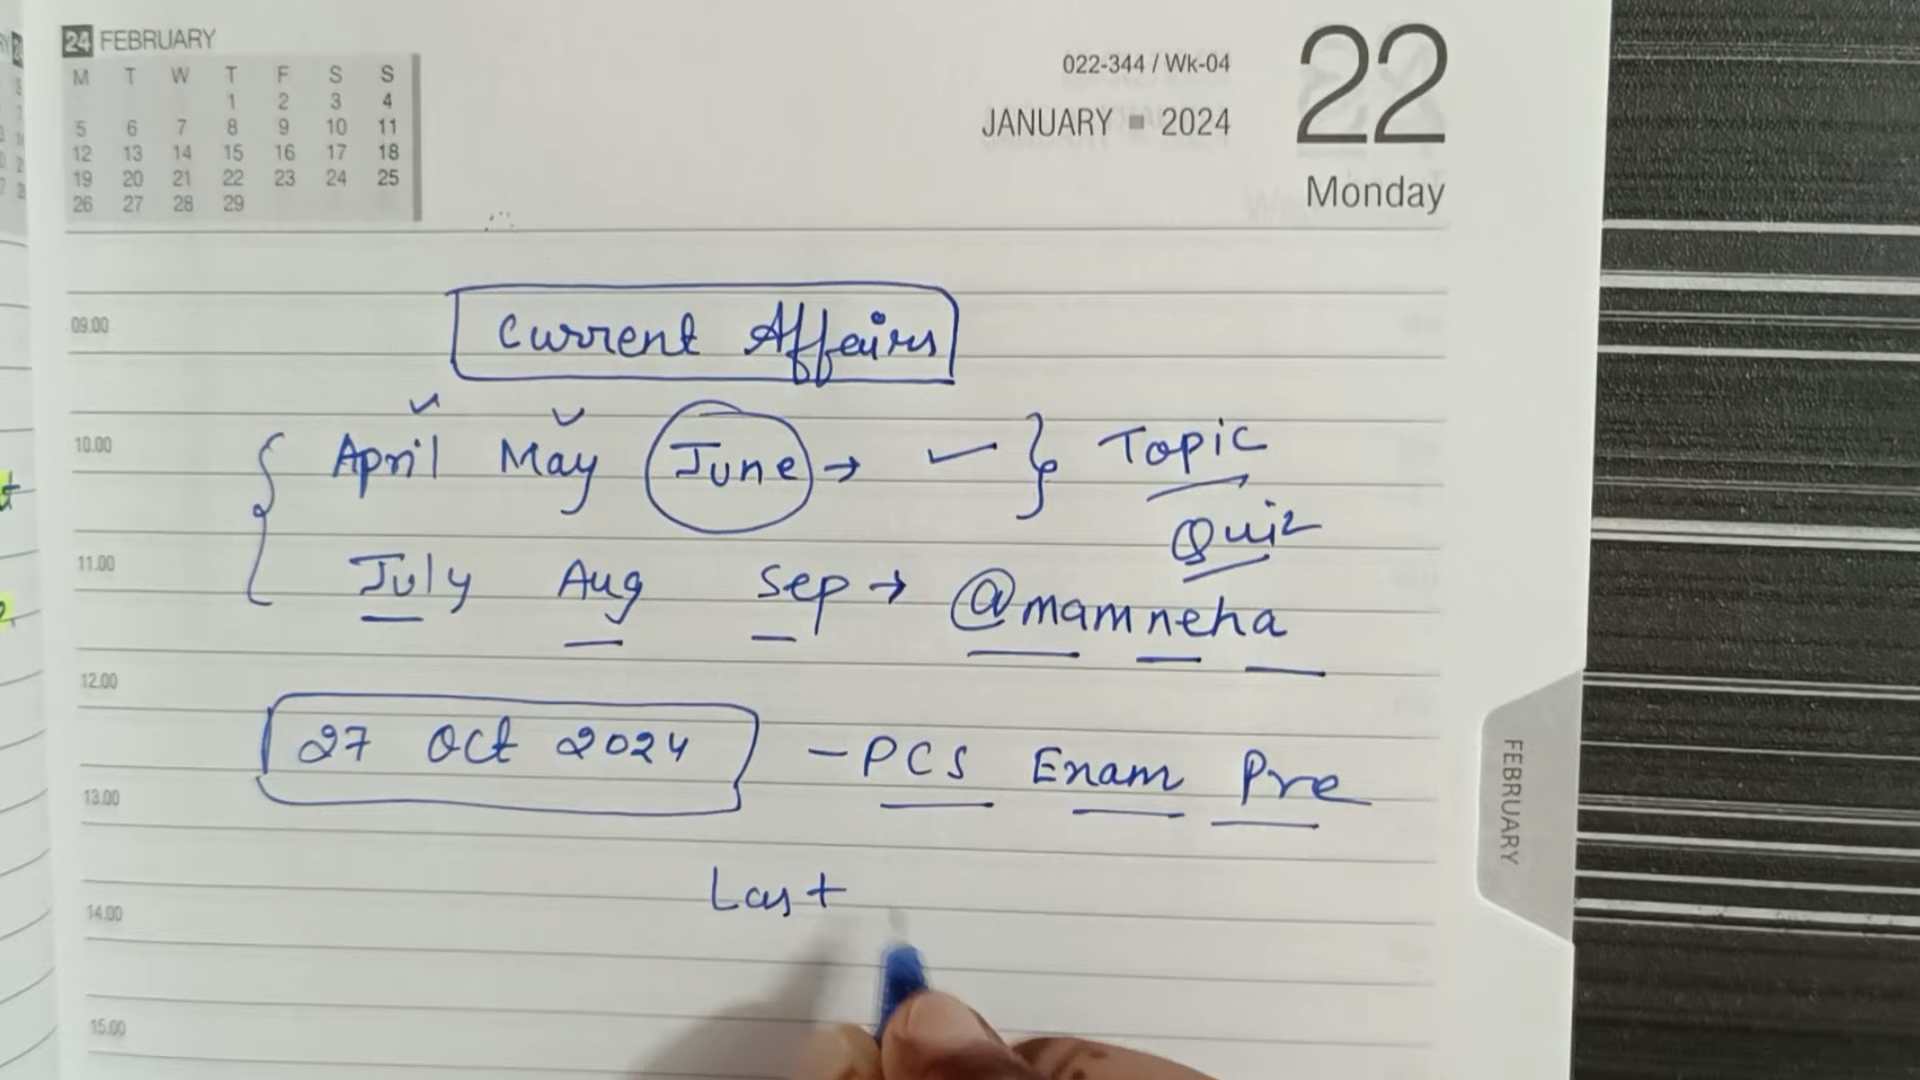 24 FEBRUARY
M T W T F S S
1 2 3 4
5 6 7 8 9 10 11
12 13 14 15 16 17 18
19 20 21 22 23 24 25
26 27 28 29
022-344 / Wk-04
JANUARY ■ 2024
22
Monday
09.00
Current Affairs
10.00
April May June → Topic
Quiz
11.00
July Aug Sep → @mamneha
12.00
27 Oct 2024 - PCS Exam Pre
13.00
Last
14.00
15.00
FEBRUARY